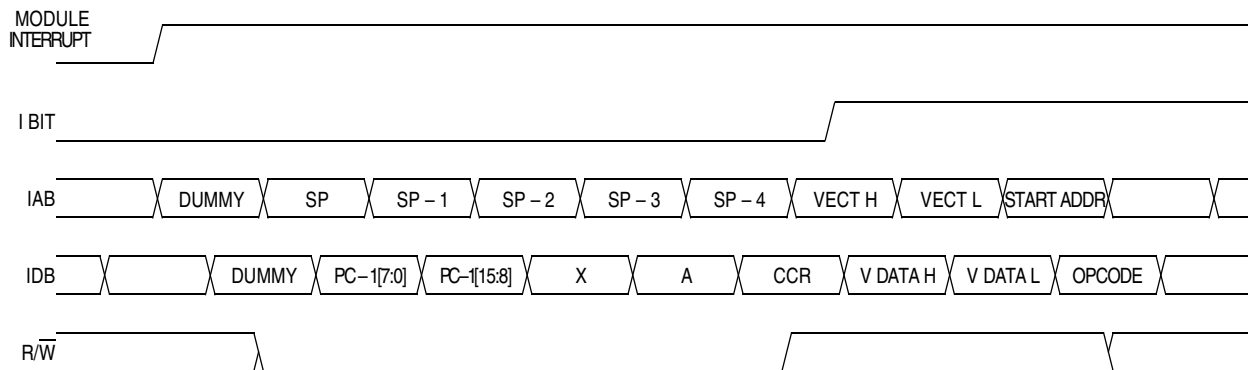 MODULE
INTERRUPT
I BIT
IAB DUMMY SP SP – 1 SP – 2 SP – 3 SP – 4 VECT H VECT L START ADDR
IDB DUMMY PC – 1[7:0] PC–1[15:8] X A CCR V DATA H V DATA L OPCODE
R/W̅